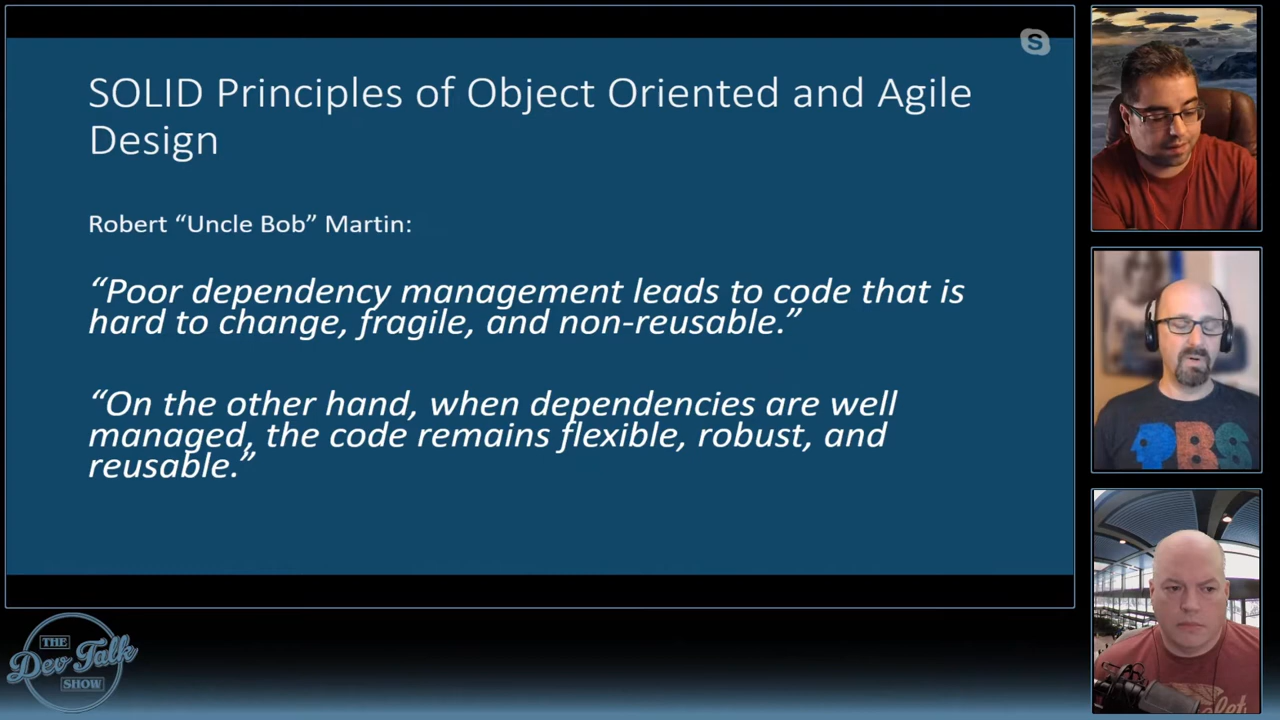 SOLID Principles of Object Oriented and Agile
Design
Robert “Uncle Bob” Martin:
“Poor dependency management leads to code that is
hard to change, fragile, and non-reusable.”
“On the other hand, when dependencies are well
managed, the code remains flexible, robust, and
reusable.”
S
PBS
THE
Dev Talk
SHOW